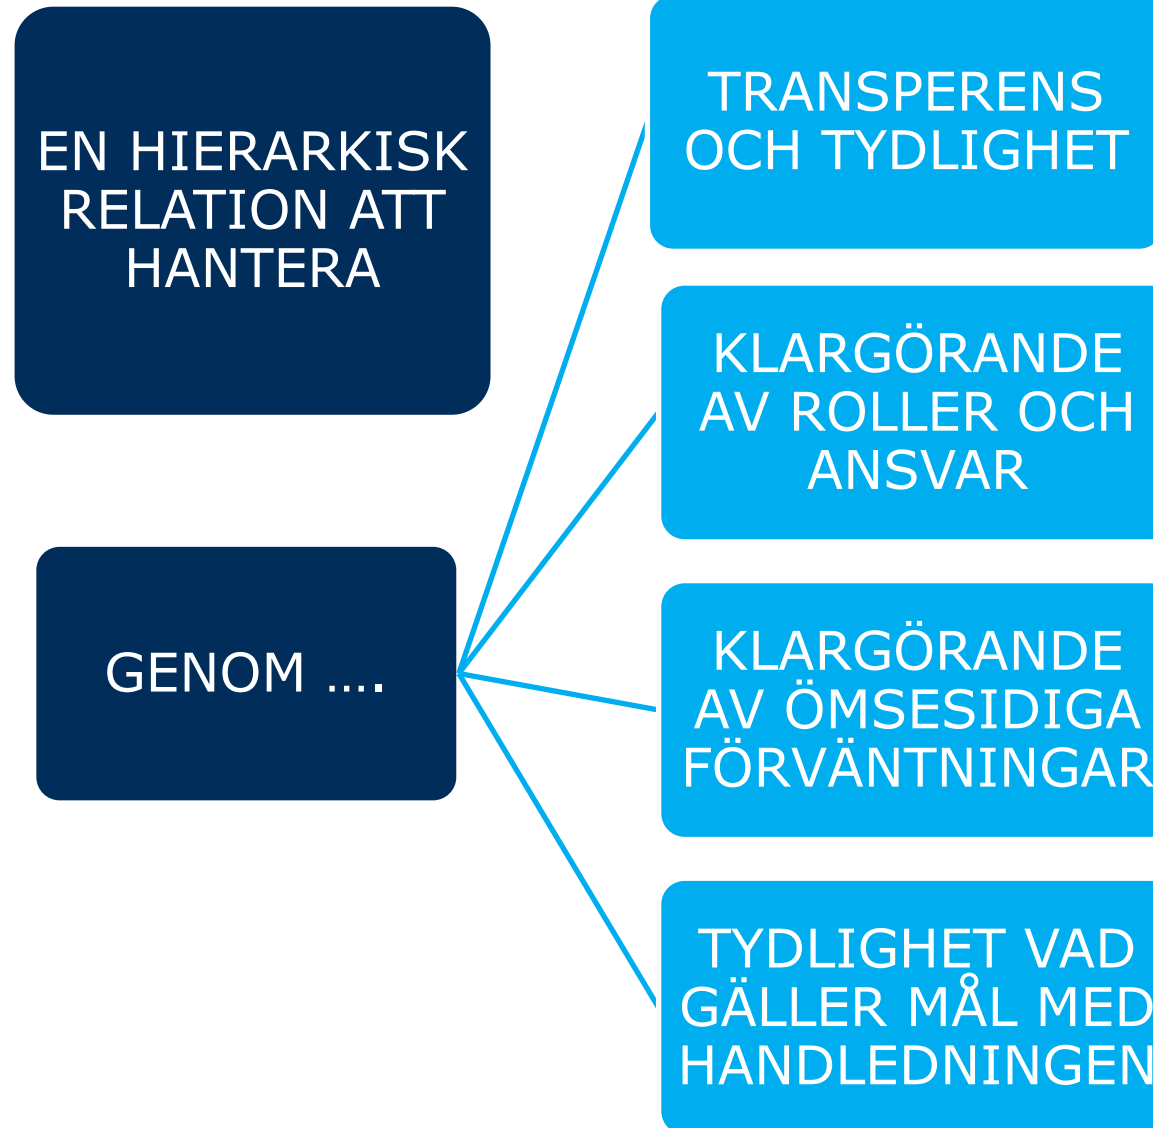 EN HIERARKISK
RELATION ATT
HANTERA
GENOM ....
TRANSPERENS
OCH TYDLIGHET
KLARGÖRANDE
AV ROLLER OCH
ANSVAR
KLARGÖRANDE
AV ÖMSESIDIGA
FÖRVÄNTNINGAR
TYDLIGHET VAD
GÄLLER MÅL MED
HANDLEDNINGEN